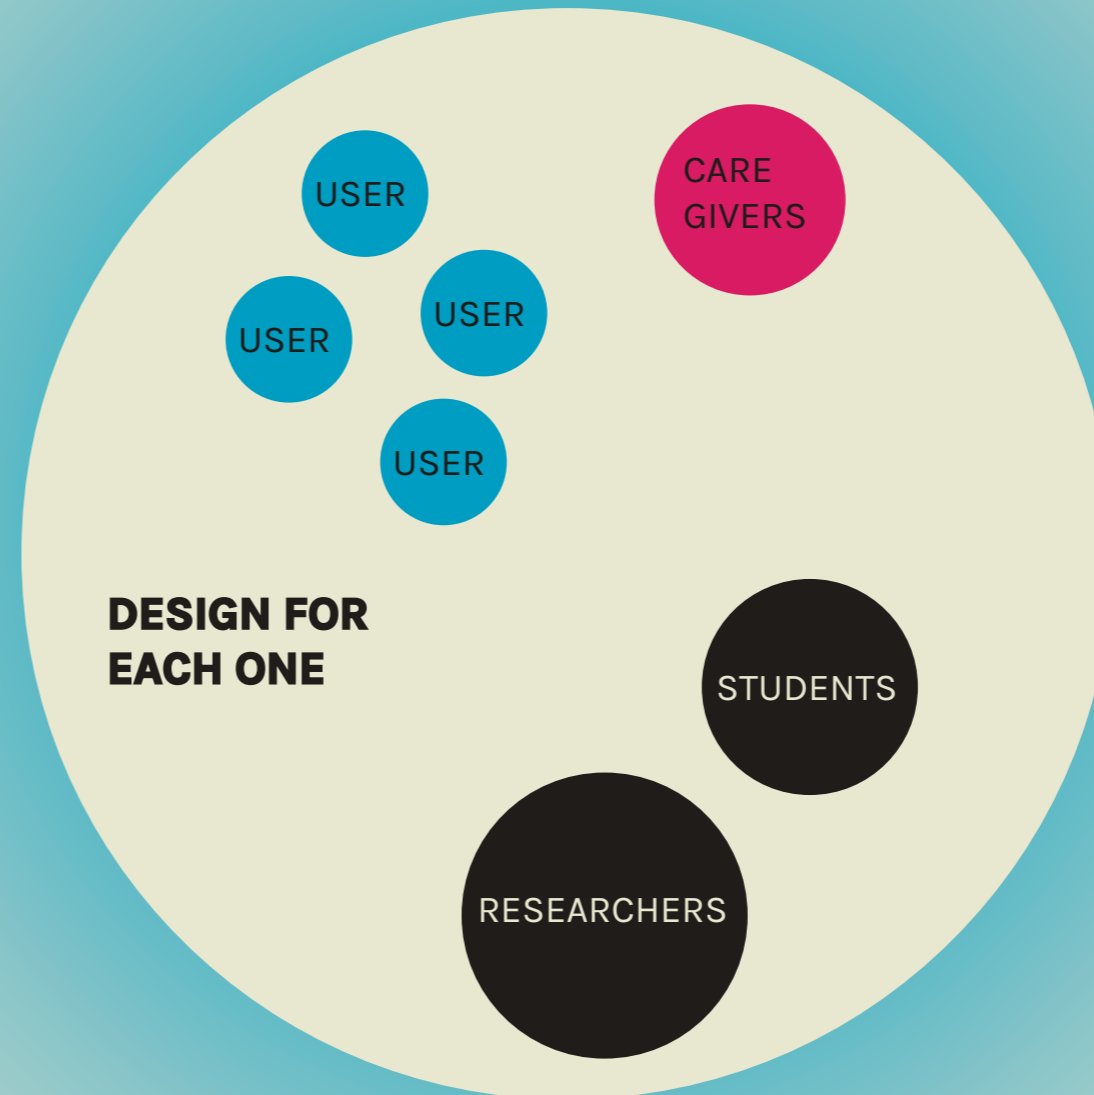 USER
CARE
GIVERS
USER
USER
USER
DESIGN FOR
EACH ONE
STUDENTS
RESEARCHERS